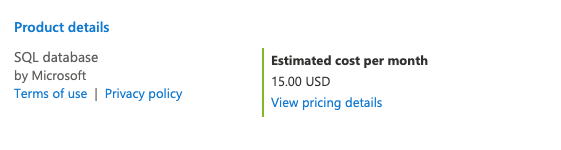 Product details
SQL database
by Microsoft
Terms of use | Privacy policy
Estimated cost per month
15.00 USD
View pricing details